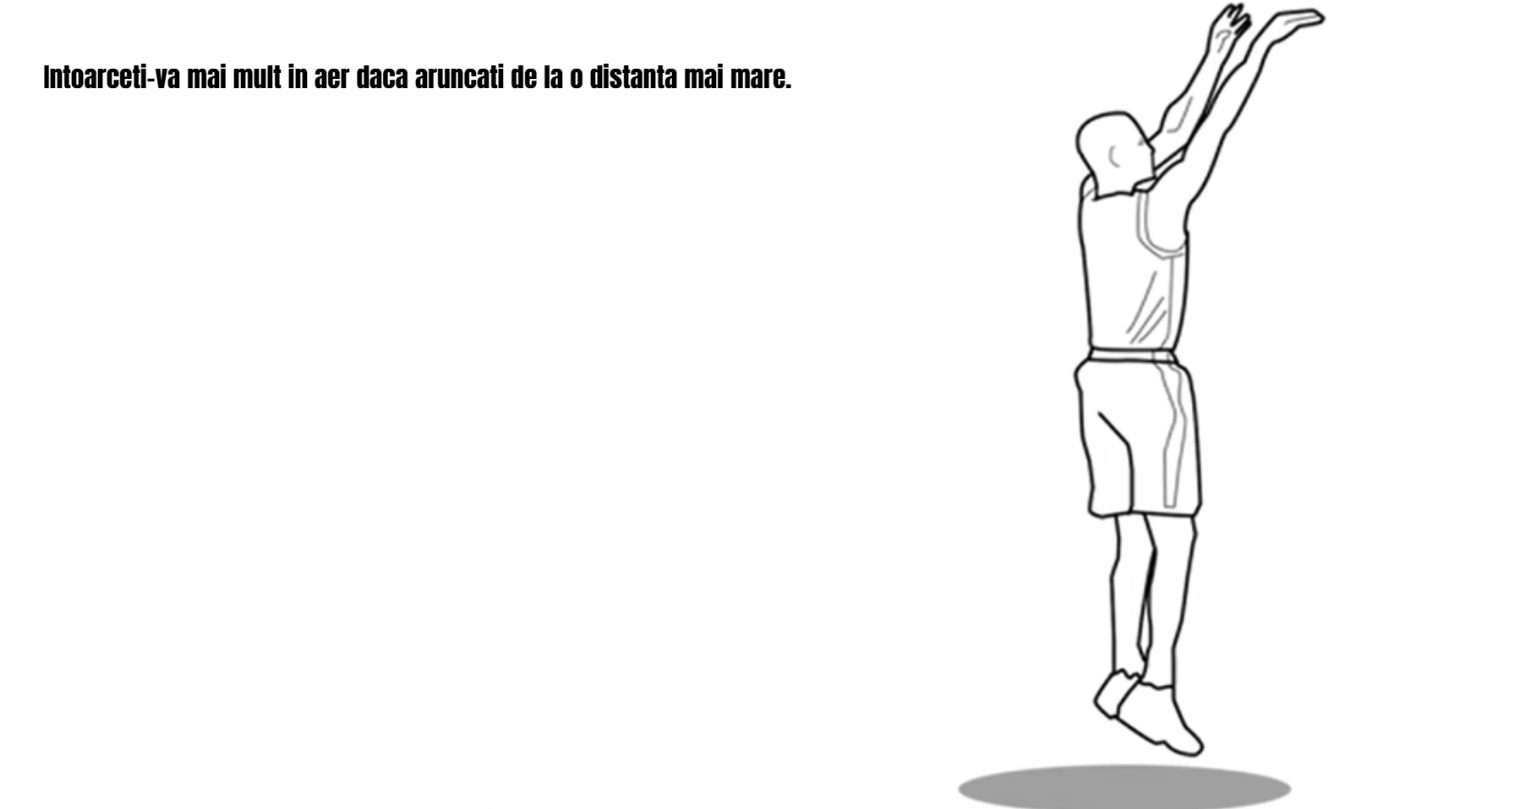 Intoarceti-va mai mult in aer daca aruncati de la o distanta mai mare.